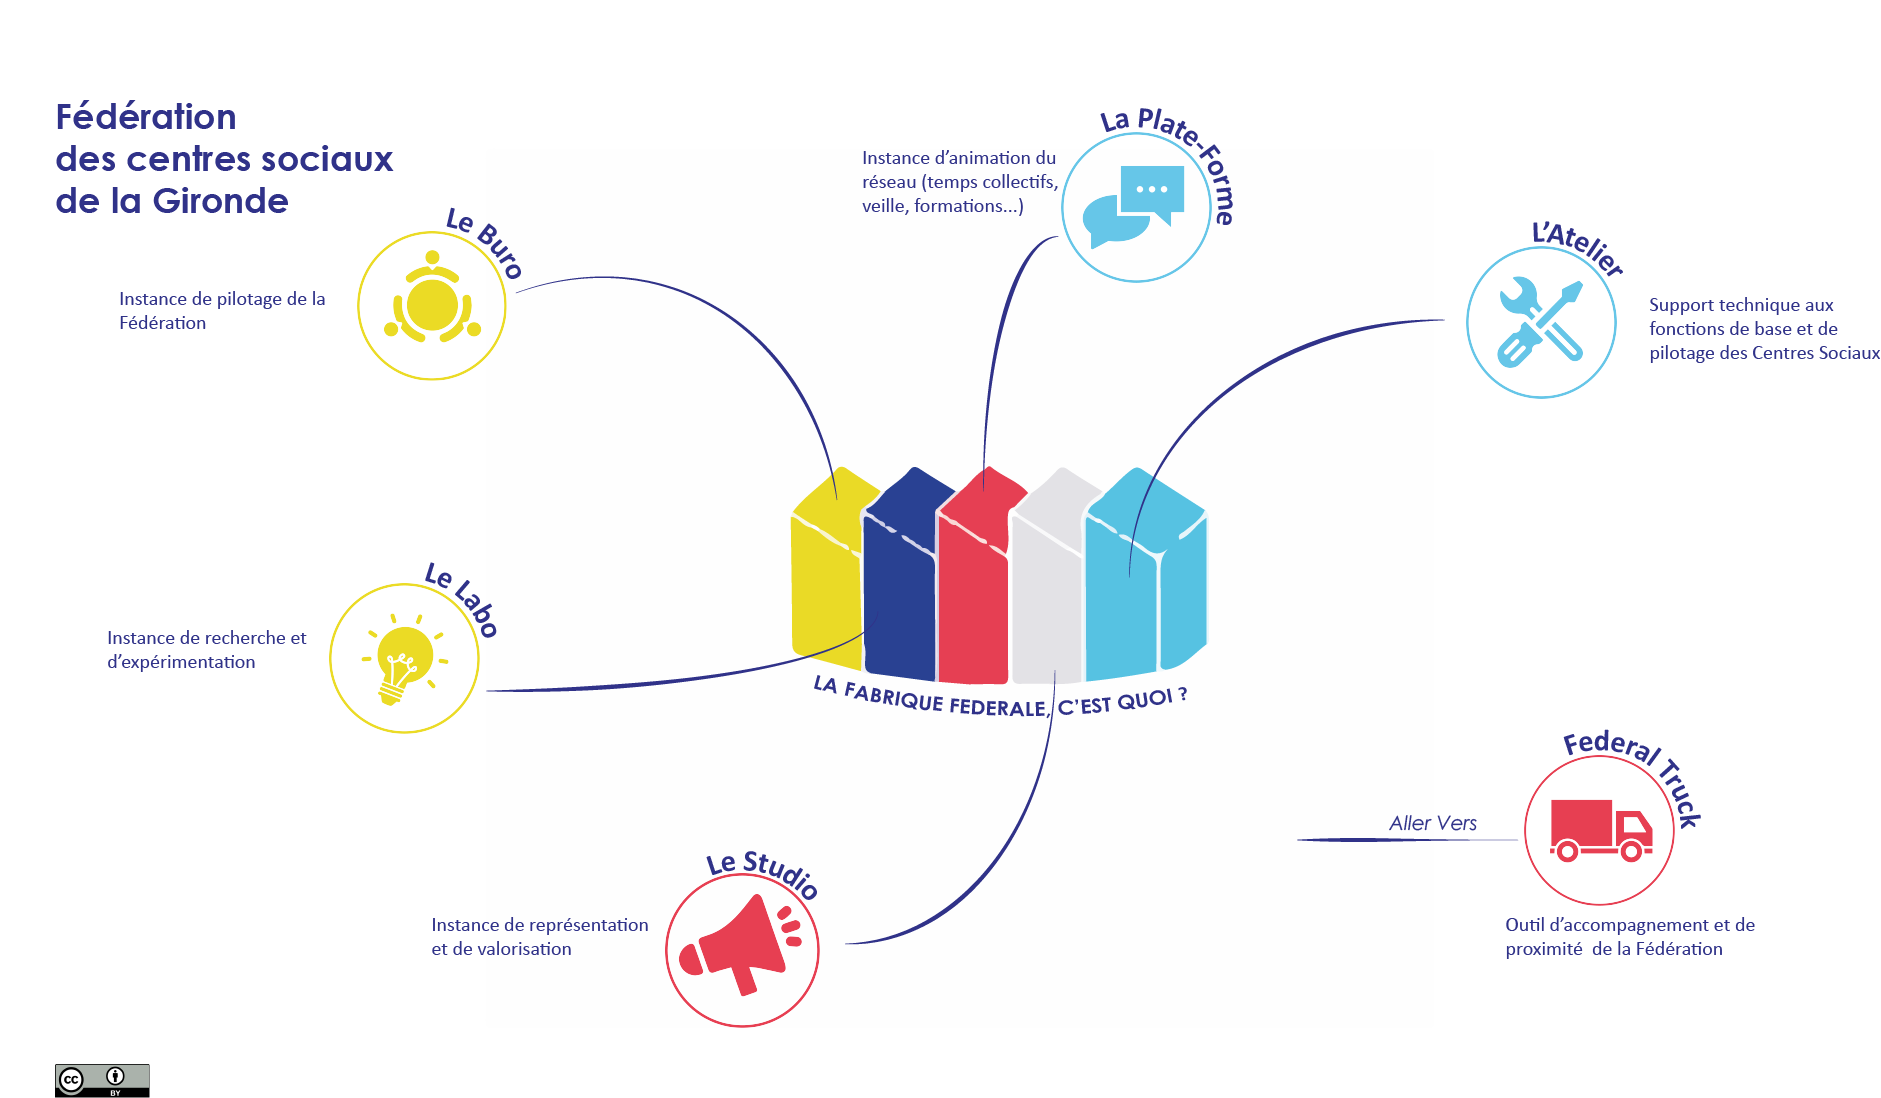 Fédération
des centres sociaux
de la Gironde
Le Buro
Instance de pilotage de la
Fédération
La Plate-Forme
Instance d’animation du
réseau (temps collectifs,
veille, formations...)
L’Atelier
Support technique aux
fonctions de base et de
pilotage des Centres Sociaux
Le Labo
Instance de recherche et
d’expérimentation
LA FABRIQUE FEDERALE, C’EST QUOI ?
Federal Truck
Aller Vers
Outil d’accompagnement et de
proximité  de la Fédération
Le Studio
Instance de représentation
et de valorisation
cc
BY